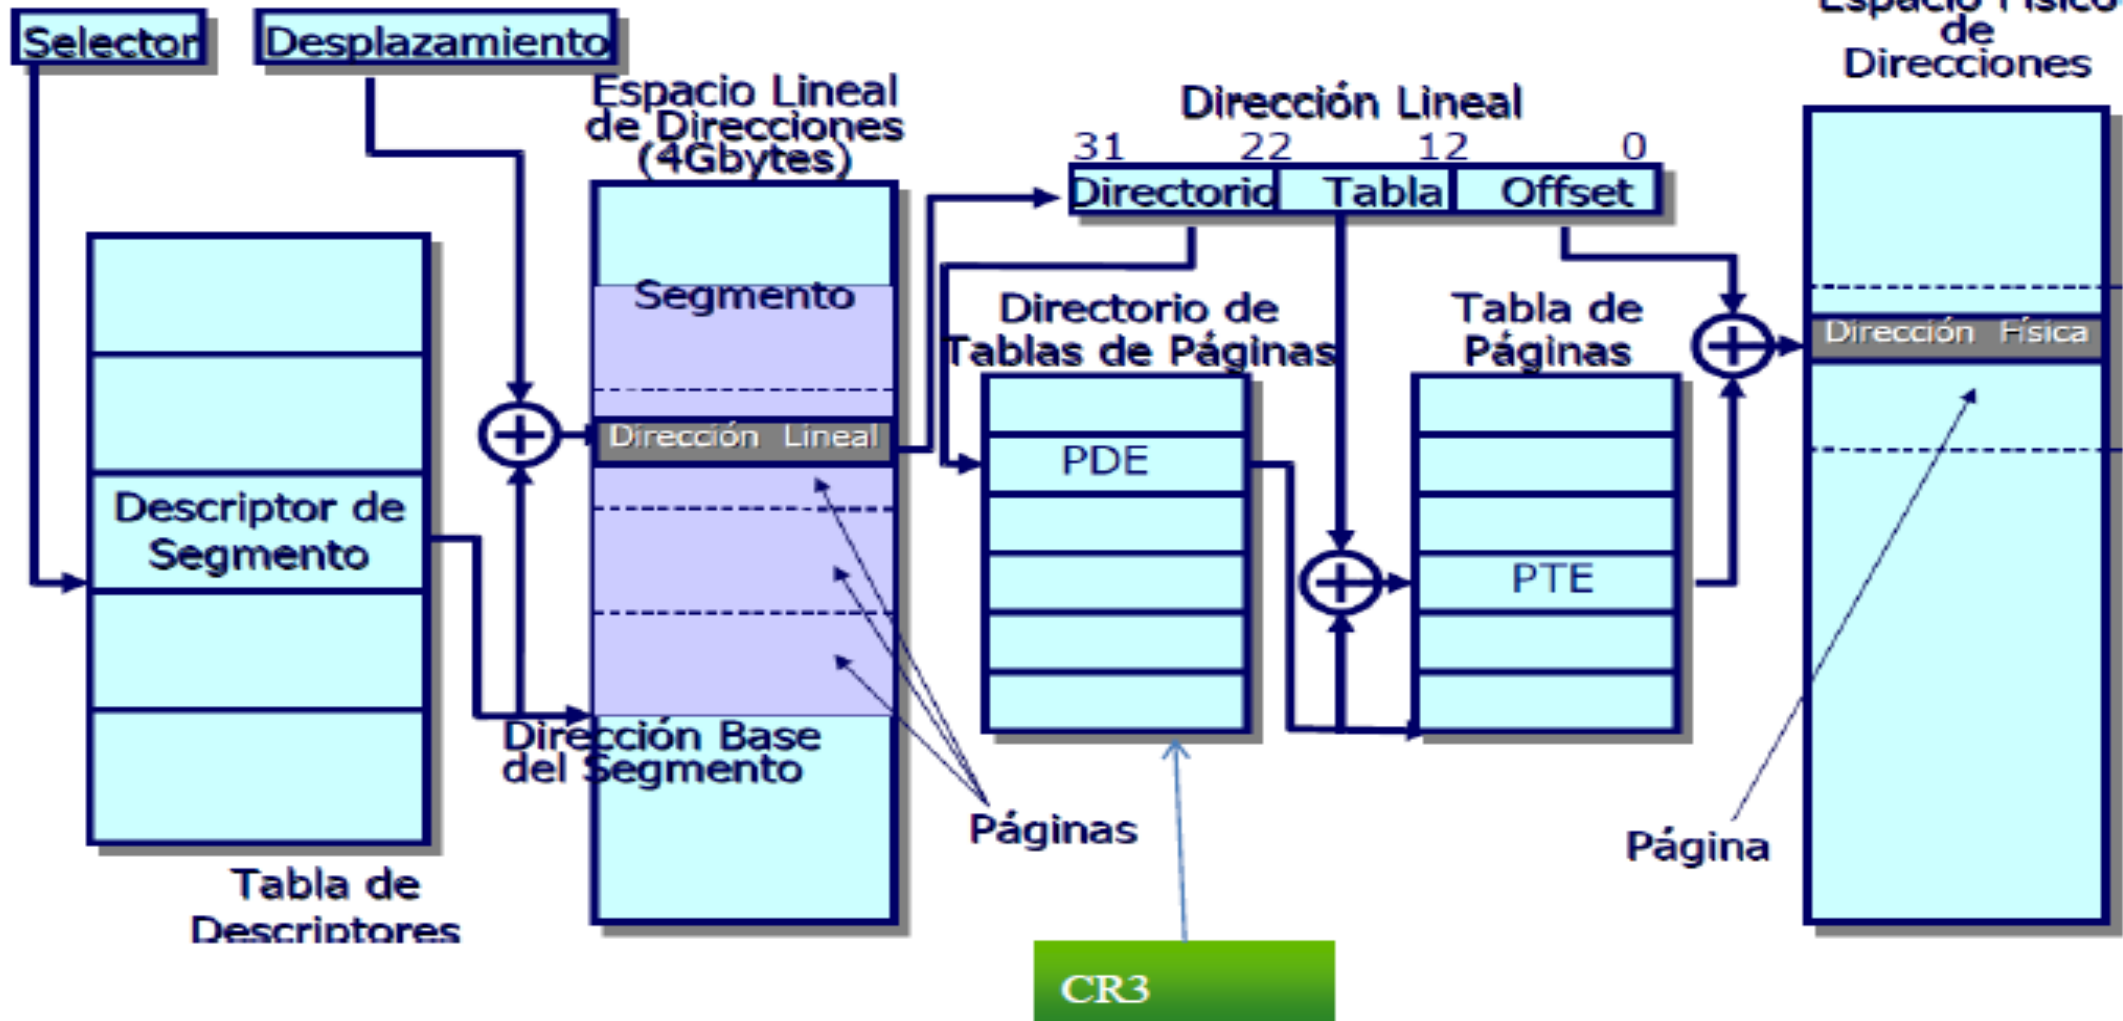 Selector
Desplazamiento
Espacio Lineal
de Direcciones
(4Gbytes)
Segmento
Dirección Lineal
Descriptor de
Segmento
Dirección Base
del Segmento
Tabla de
Descriptores
Dirección Lineal
31 22 12 0
Directorio Tabla Offset
Directorio de
Tablas de Páginas
PDE
Tabla de
Páginas
PTE
Páginas
CR3
Espacio Físico
de
Direcciones
Dirección Física
Página